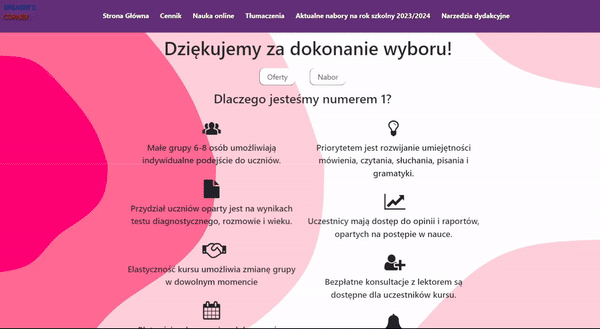 Strona Główna Cennik Nauka online Tłumaczenia Aktualne nabory na rok szkolny 2023/2024 Narzedzia dydakcyjne
Dziękujemy za dokonanie wyboru!
Oferty Nabor
Dlaczego jesteśmy numerem 1?
Małe grupy 6-8 osób umożliwiają
indywidualne podejście do uczniów.
Priorytetem jest rozwijanie umiejętności
mówienia, czytania, słuchania, pisania i
gramatyki.
Przydział uczniów oparty jest na wynikach
testu diagnostycznego, rozmowie i wieku.
Uczestnicy mają dostęp do opinii i raportów,
opartych na postępie w nauce.
Elastyczność kursu umożliwia zmianę grupy
w dowolnym momencie
Bezpłatne konsultacje z lektorem są
dostępne dla uczestników kursu.